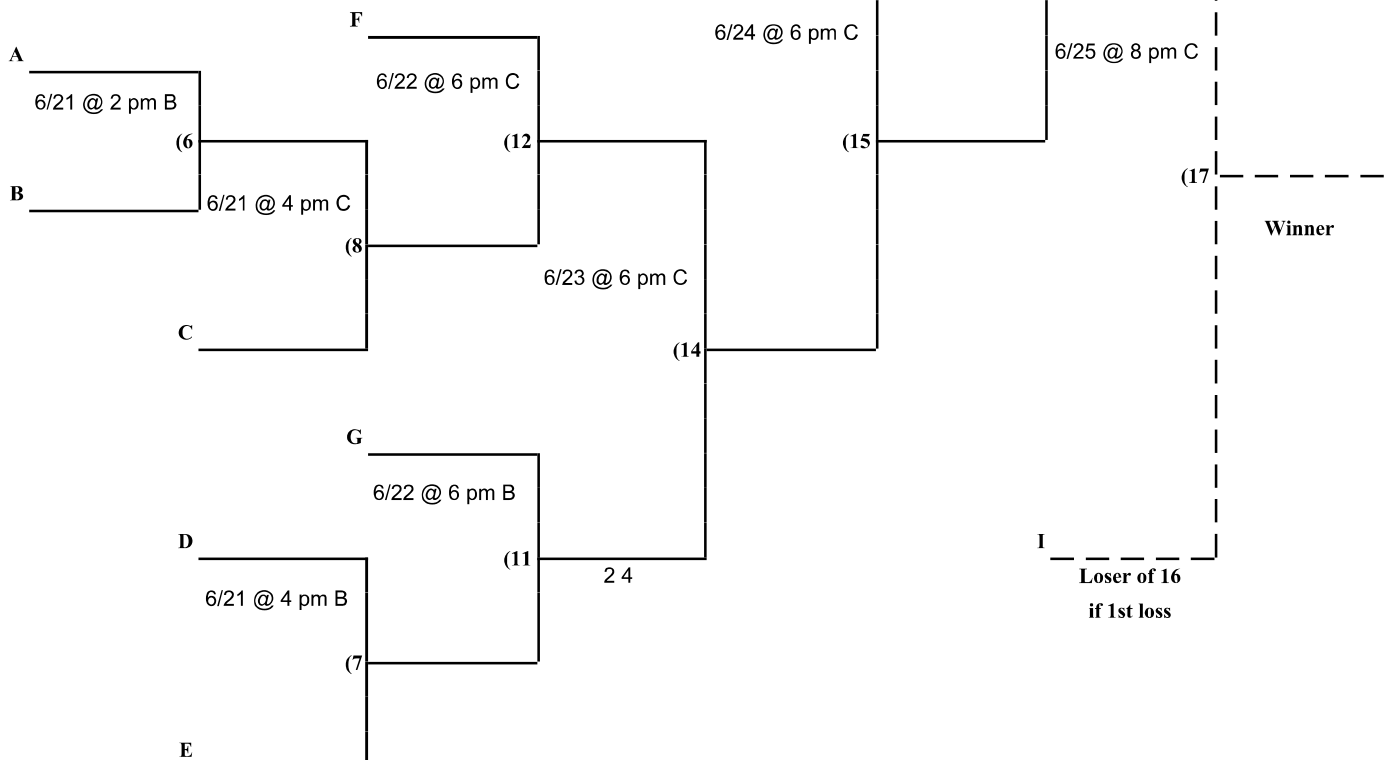 F
6/24 @ 6 pm C
6/25 @ 8 pm C
A
6/22 @ 6 pm C
6/21 @ 2 pm B
(6
(12
(15
(17
B
6/21 @ 4 pm C
Winner
(8
6/23 @ 6 pm C
C
(14
G
6/22 @ 6 pm B
D
I
(11
2 4
Loser of 16
6/21 @ 4 pm B
if 1st loss
(7
E